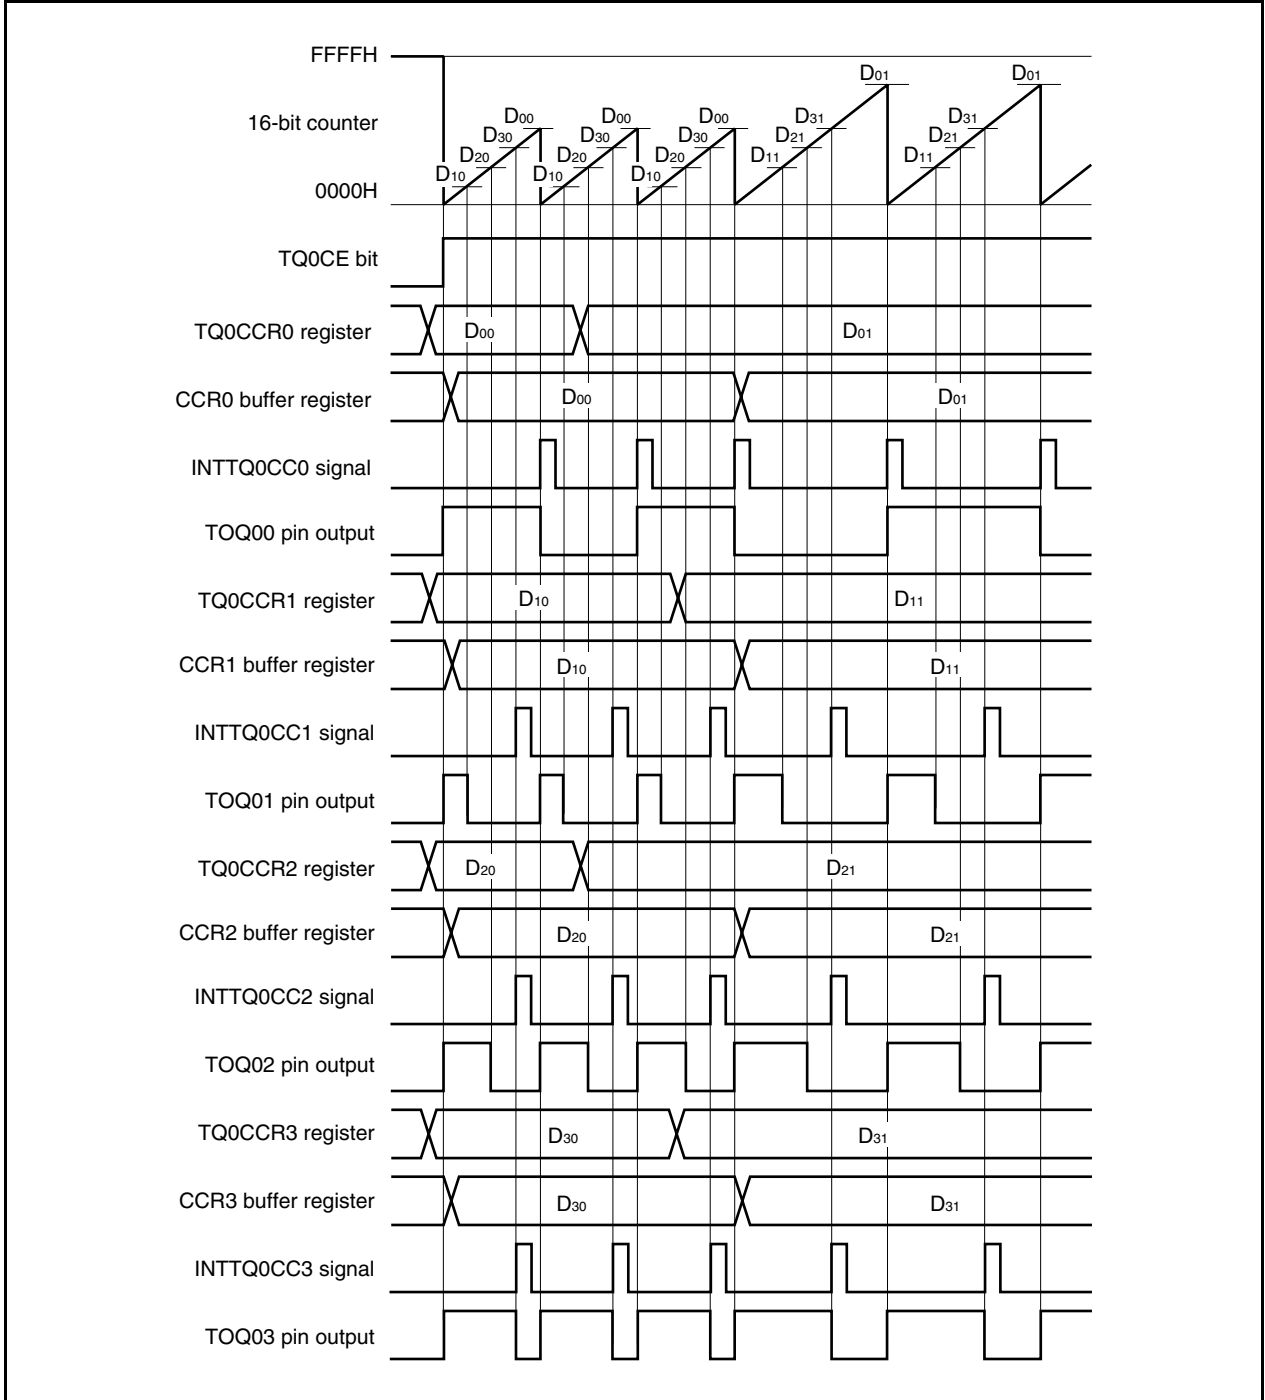 FFFFH
D01 D01
D00 D00 D00 D31 D31
16-bit counter
D30 D30 D30 D21 D21
D20 D20 D20 D11 D11
D10 D10 D10
0000H
TQ0CE bit
TQ0CCR0 register D00 D01
CCR0 buffer register D00 D01
INTTQ0CC0 signal
TOQ00 pin output
TQ0CCR1 register D10 D11
CCR1 buffer register D10 D11
INTTQ0CC1 signal
TOQ01 pin output
TQ0CCR2 register D20 D21
CCR2 buffer register D20 D21
INTTQ0CC2 signal
TOQ02 pin output
TQ0CCR3 register D30 D31
CCR3 buffer register D30 D31
INTTQ0CC3 signal
TOQ03 pin output